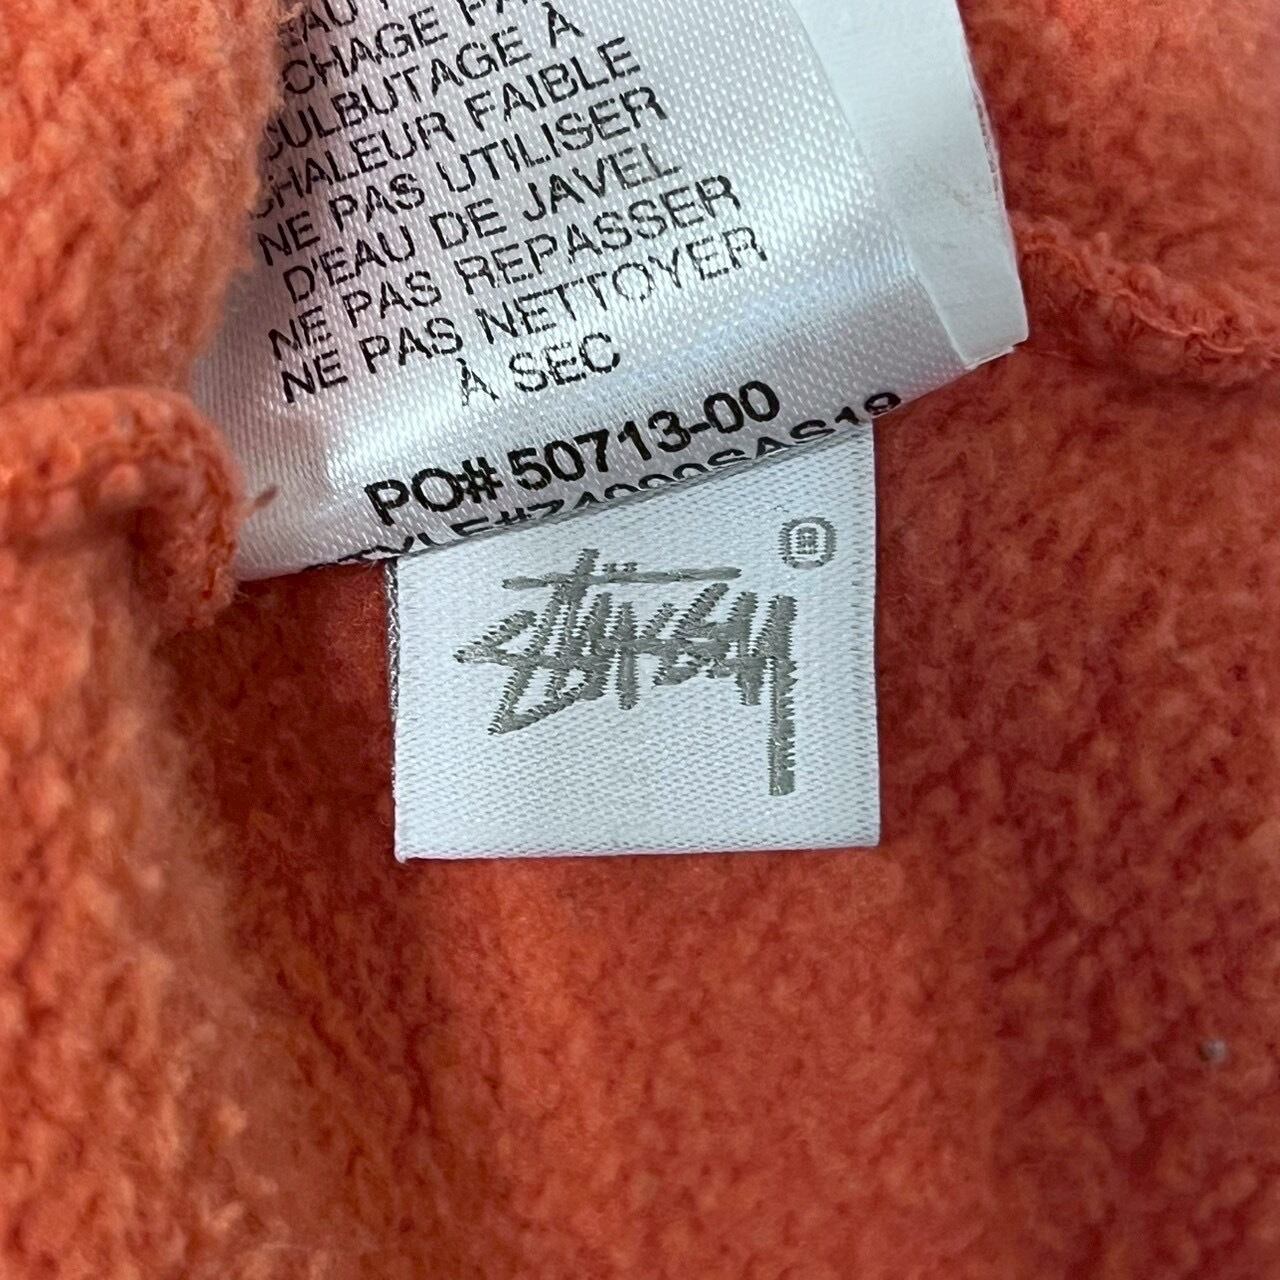 CHAGE
CULBUTAGE À
CHALEUR FAIBLE
NE PAS UTILISER
D'EAU DE JAVEL
NE PAS REPASSER
NE PAS NETTOYER
À SEC
PO# 50713-00
Stüssy ®